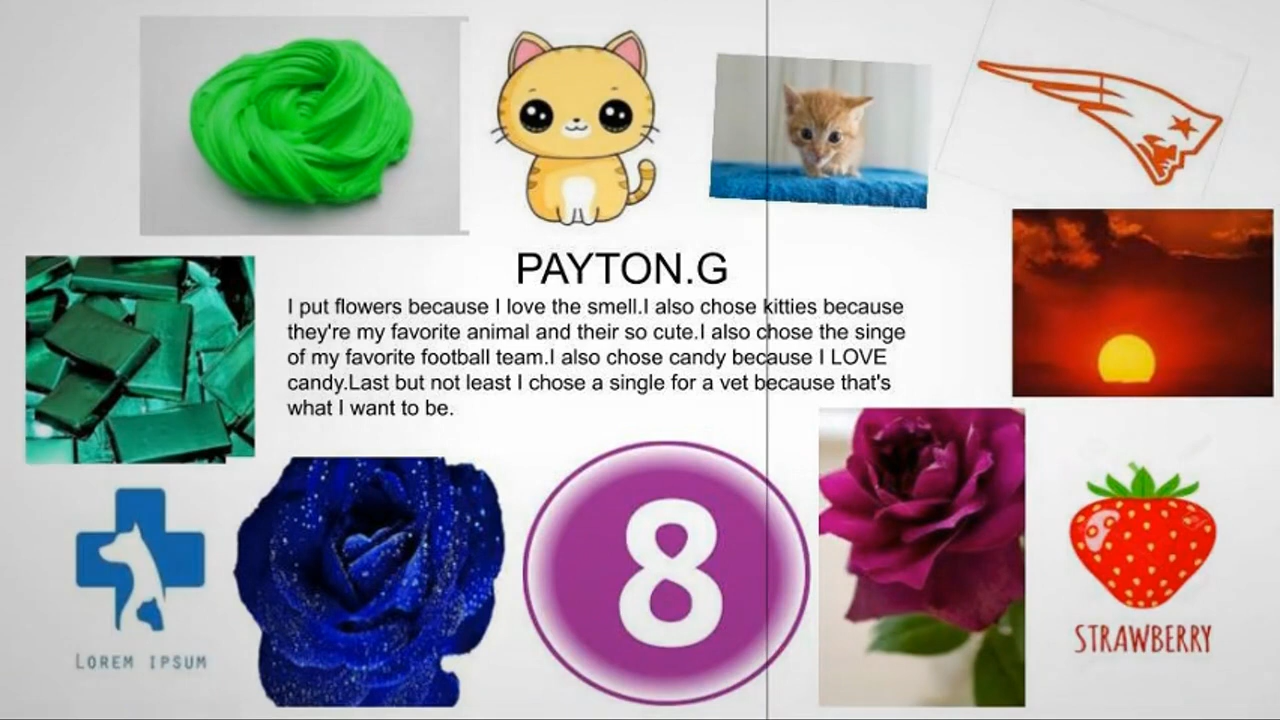 PAYTON.G
I put flowers because I love the smell.I also chose kitties because
they're my favorite animal and their so cute.I also chose the singe
of my favorite football team.I also chose candy because I LOVE
candy.Last but not least I chose a single for a vet because that's
what I want to be.
8
LOREM IPSUM
STRAWBERRY